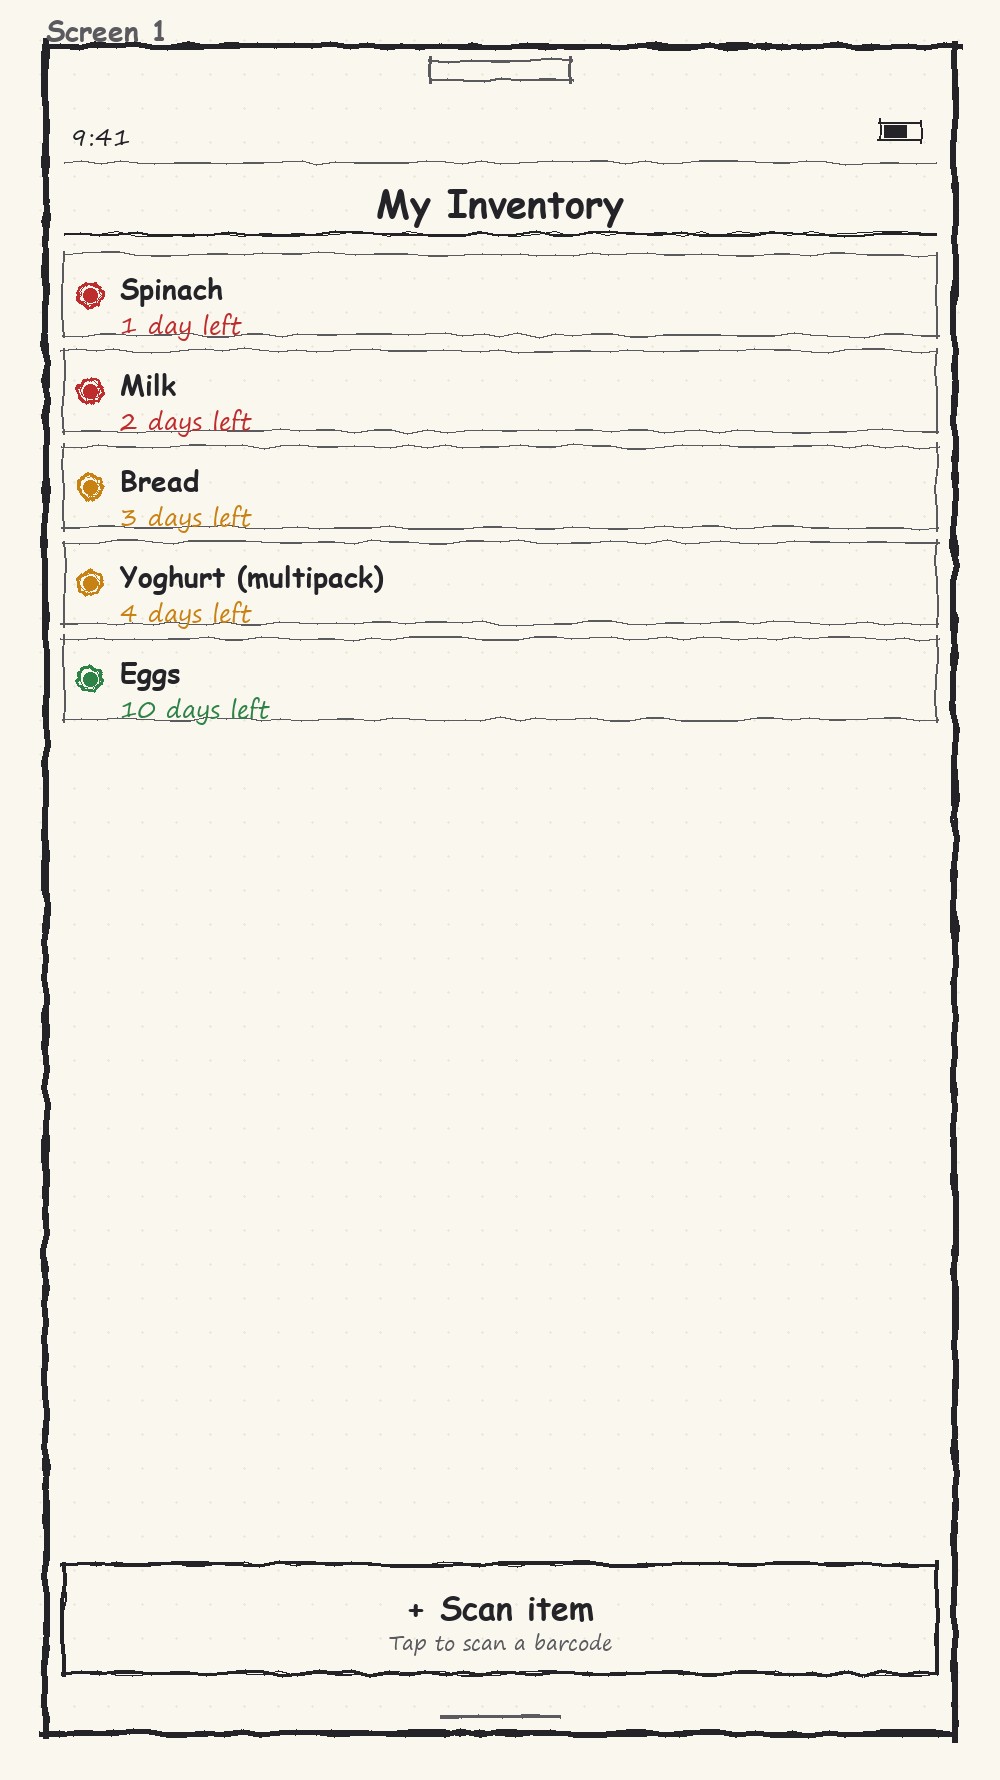 Screen 1
9:41
My Inventory
Spinach
1 day left
Milk
2 days left
Bread
3 days left
Yoghurt (multipack)
4 days left
Eggs
10 days left
+ Scan item
Tap to scan a barcode